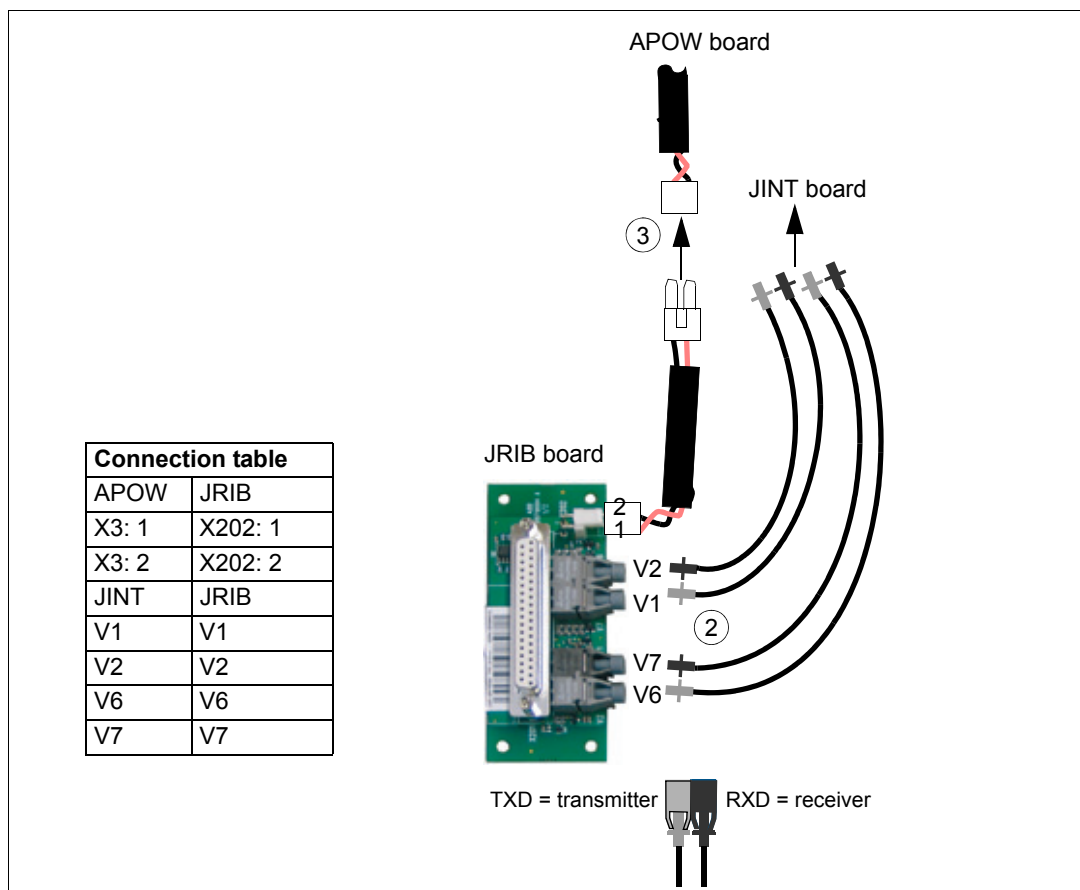 APOW board
JINT board
3
JRIB board
2
1
V2
V1
2
V7
V6
Connection table
APOW JRIB
X3: 1 X202: 1
X3: 2 X202: 2
JINT JRIB
V1 V1
V2 V2
V6 V6
V7 V7
TXD = transmitter RXD = receiver